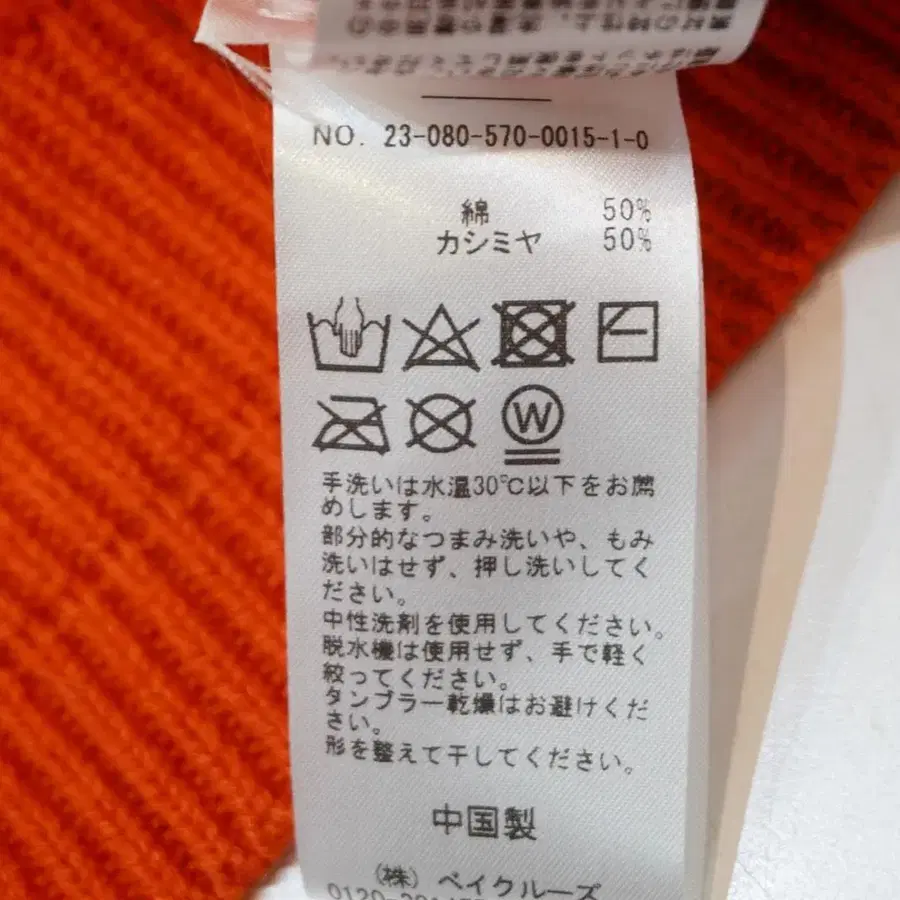 NO. 23-080-570-0015-1-0
綿 50%
カシミヤ 50%
W
手洗いは水温30℃以下をお薦
めします。
部分的なつまみ洗いや、もみ
洗いはせず、押し洗いしてく
ださい。
中性洗剤を使用してください。
脱水機は使用せず、手で軽く
絞ってください。
タンブラー乾燥はお避けくだ
さい。
形を整えて干してください。
中国製
(株) ベイクルーズ